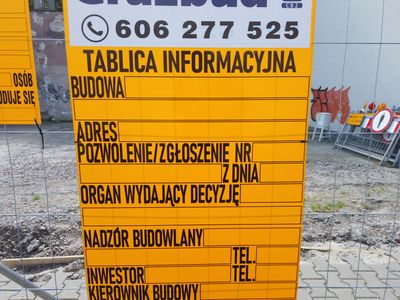 606 277 525
TABLICA INFORMACYJNA
BUDOWA
ADRES
POZWOLENIE/ZGŁOSZENIE NR
Z DNIA
ORGAN WYDAJĄCY DECYZJĘ
NADZÓR BUDOWLANY
TEL.
INWESTOR TEL.
KIEROWNIK BUDOWY
OSÓB
DUJE SIĘ